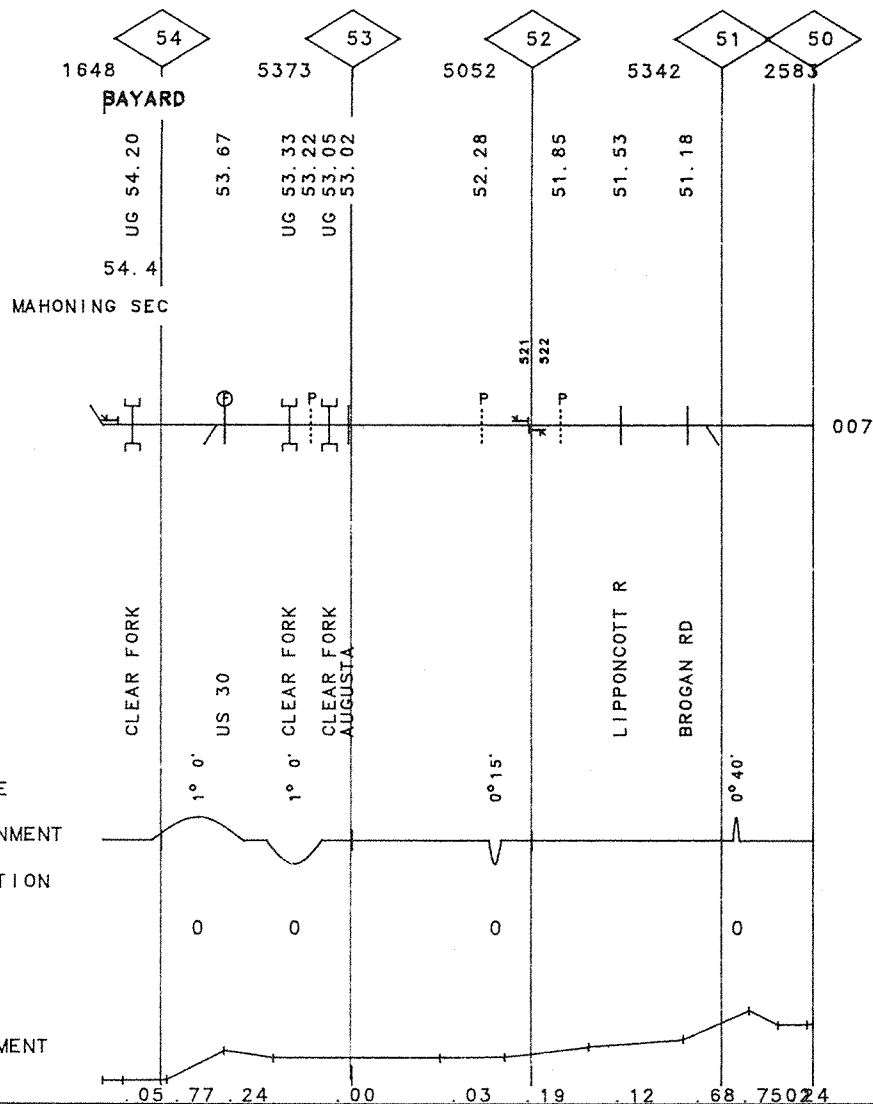 54 53 52 51 50
1648 5373 5052 5342 2583
BAYARD
UG 54.20
53.67
UG 53.33
53.22
UG 53.05
53.02
52.28
51.85
51.53
51.18
54.4
MAHONING SEC
521 522
F P P P
007
CLEAR FORK
US 30
CLEAR FORK
CLEAR FORK
AUGUSTA
LIPPONCOTT R
BROGAN RD
1° 0' 1° 0' 0°15' 0°40'
E
NMENT
TION
0 0 0 0
MENT
.05 .77 .24 .00 .03 .19 .12 .68 .75